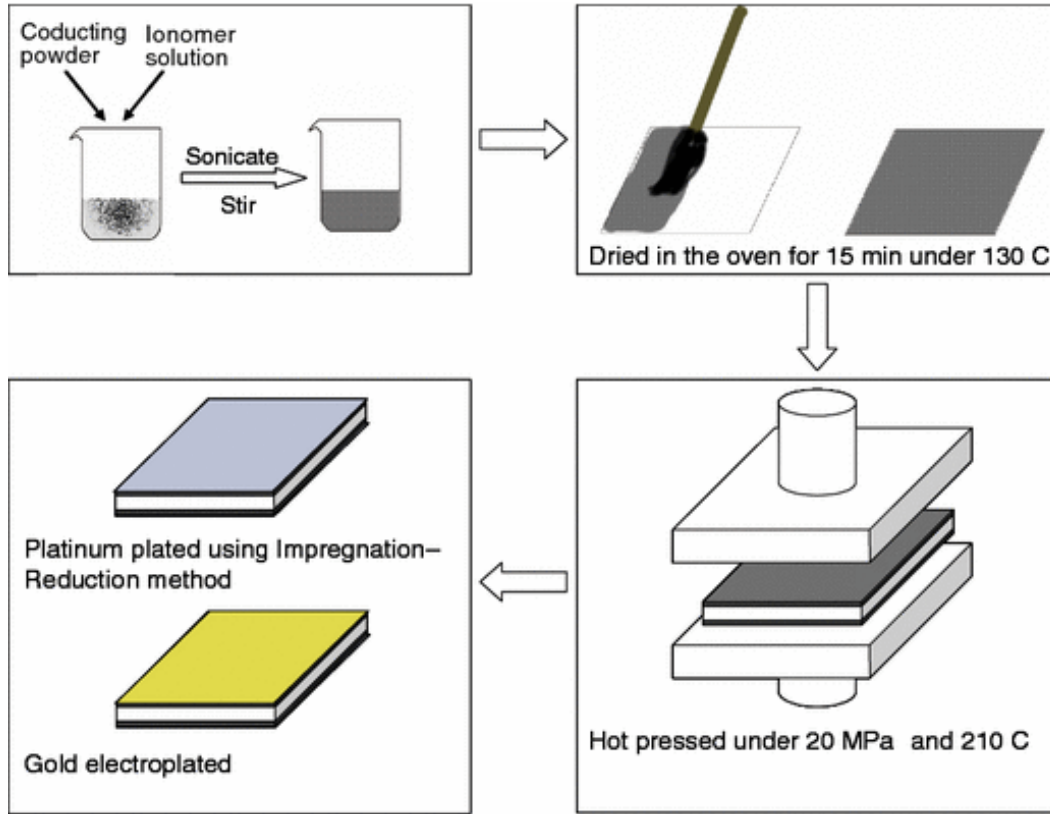 Coducting powder
Ionomer solution
Sonicate
Stir
Dried in the oven for 15 min under 130 C
Hot pressed under 20 MPa and 210 C
Platinum plated using Impregnation–
Reduction method
Gold electroplated